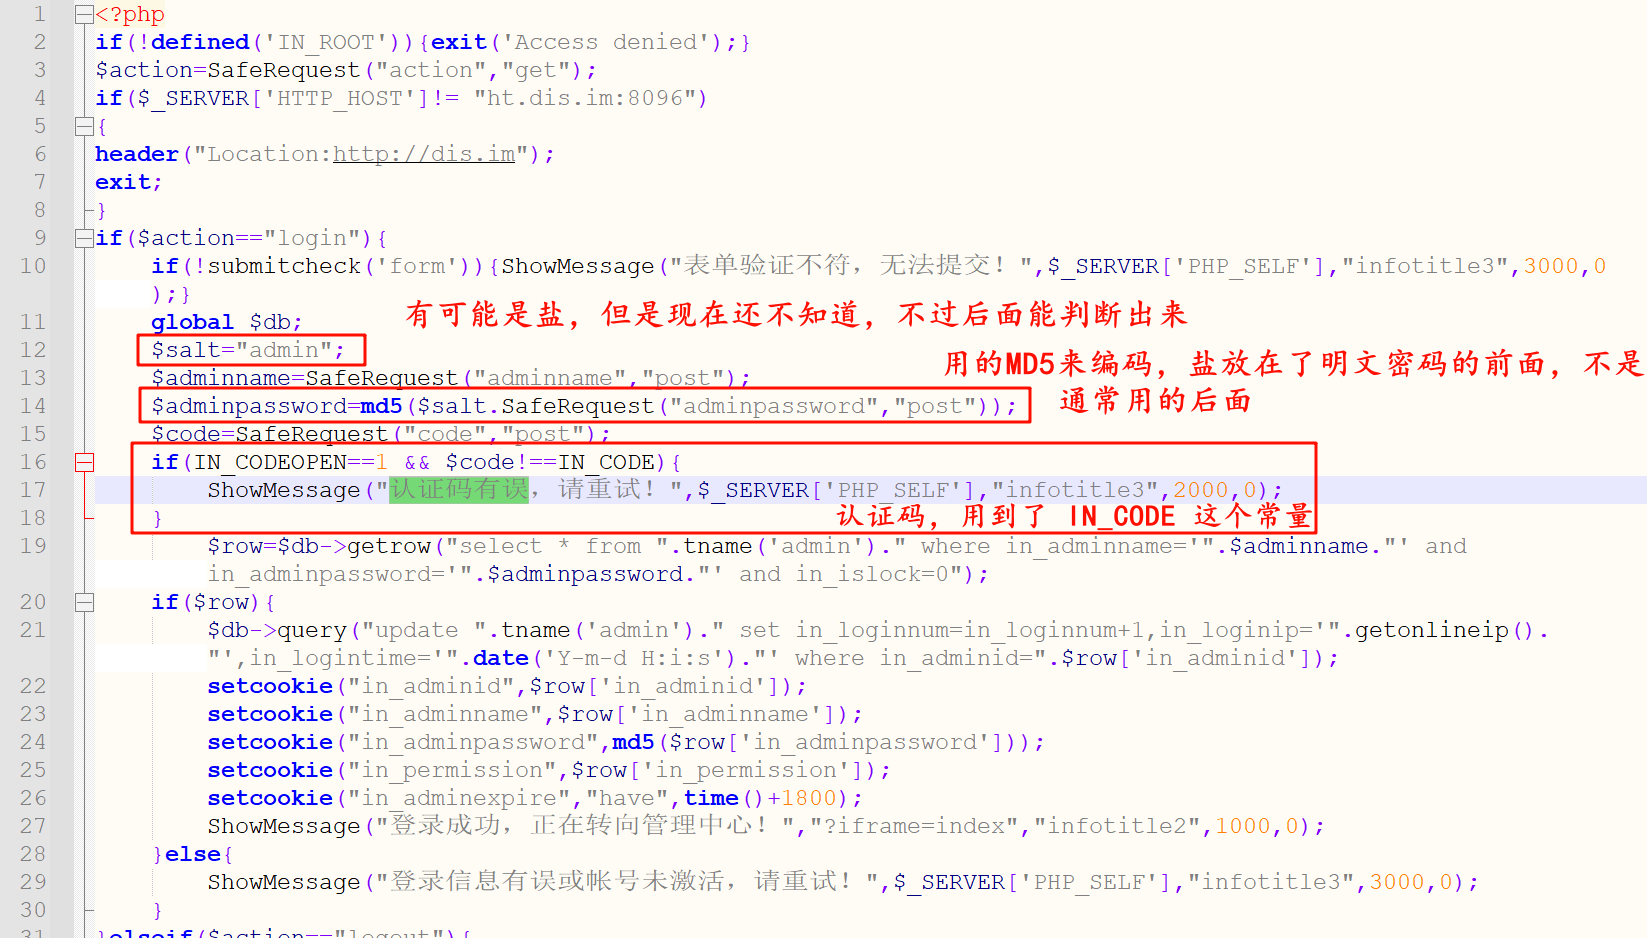 1 <?php
2 if(!defined('IN_ROOT')){exit('Access denied');}
3 $action=SafeRequest("action","get");
4 if($_SERVER['HTTP_HOST']!= "ht.dis.im:8096")
5 {
6 header("Location:http://dis.im");
7 exit;
8 }
9 if($action=="login"){
10 if(!submitcheck('form')){ShowMessage("表单验证不符，无法提交！",$_SERVER['PHP_SELF'],"infotitle3",3000,0
);}
有可能是盐，但是现在还不知道，不过后面能判断出来
11 global $db;
12 $salt="admin";
用的MD5来编码，盐放在了明文密码的前面，不是
通常用的后面
13 $adminname=SafeRequest("adminname","post");
14 $adminpassword=md5($salt.SafeRequest("adminpassword","post"));
15 $code=SafeRequest("code","post");
16 if(IN_CODEOPEN==1 && $code!==IN_CODE){
17 ShowMessage("认证码有误，请重试！",$_SERVER['PHP_SELF'],"infotitle3",2000,0);
18 }
认证码，用到了 IN_CODE 这个常量
19 $row=$db->getrow("select * from ".tname('admin')." where in_adminname='".$adminname."' and
in_adminpassword='".$adminpassword."' and in_islock=0");
20 if($row){
21 $db->query("update ".tname('admin')." set in_loginnum=in_loginnum+1,in_loginip='".getonlineip().
"',in_logintime='".date('Y-m-d H:i:s')."' where in_adminid=".$row['in_adminid']);
22 setcookie("in_adminid",$row['in_adminid']);
23 setcookie("in_adminname",$row['in_adminname']);
24 setcookie("in_adminpassword",md5($row['in_adminpassword']));
25 setcookie("in_permission",$row['in_permission']);
26 setcookie("in_adminexpire","have",time()+1800);
27 ShowMessage("登录成功，正在转向管理中心！","?iframe=index","infotitle2",1000,0);
28 }else{
29 ShowMessage("登录信息有误或帐号未激活，请重试！",$_SERVER['PHP_SELF'],"infotitle3",3000,0);
30 }
31 }elseif($action=="logout"){